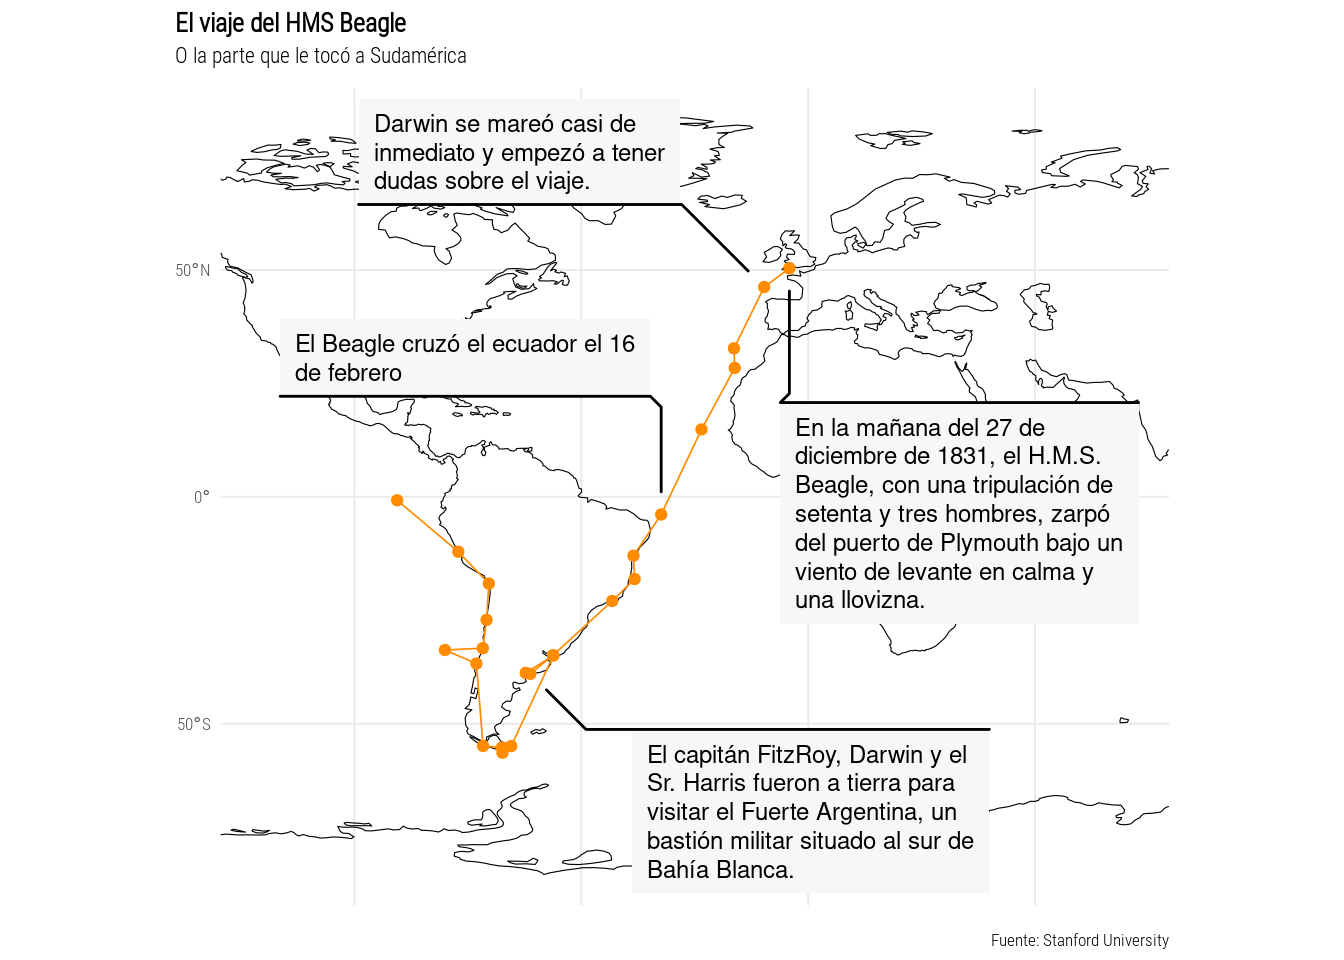 El viaje del HMS Beagle
O la parte que le tocó a Sudamérica
Darwin se mareó casi de
inmediato y empezó a tener
dudas sobre el viaje.
50°N
El Beagle cruzó el ecuador el 16
de febrero
En la mañana del 27 de
diciembre de 1831, el H.M.S.
Beagle, con una tripulación de
setenta y tres hombres, zarpó
del puerto de Plymouth bajo un
viento de levante en calma y
una llovizna.
0°
50°S
El capitán FitzRoy, Darwin y el
Sr. Harris fueron a tierra para
visitar el Fuerte Argentina, un
bastión militar situado al sur de
Bahía Blanca.
Fuente: Stanford University